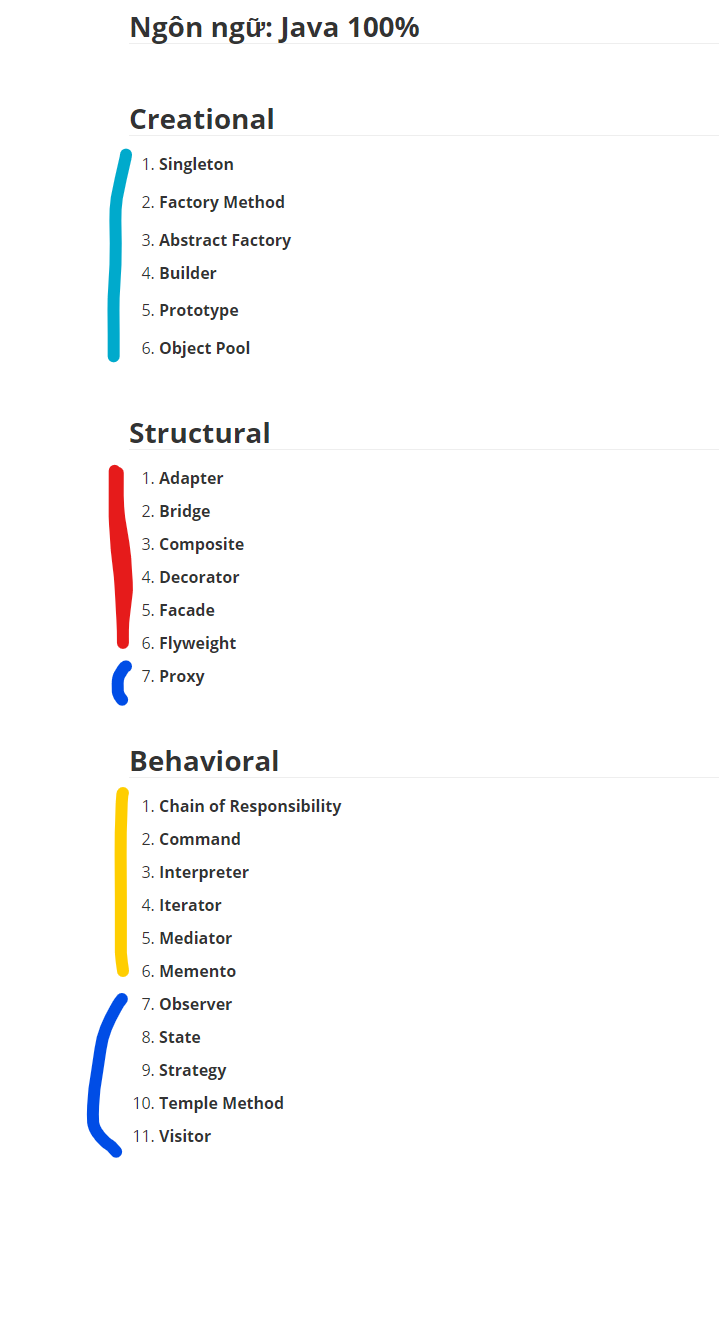 Ngôn ngữ: Java 100%
Creational
1. Singleton
2. Factory Method
3. Abstract Factory
4. Builder
5. Prototype
6. Object Pool
Structural
1. Adapter
2. Bridge
3. Composite
4. Decorator
5. Facade
6. Flyweight
7. Proxy
Behavioral
1. Chain of Responsibility
2. Command
3. Interpreter
4. Iterator
5. Mediator
6. Memento
7. Observer
8. State
9. Strategy
10. Temple Method
11. Visitor